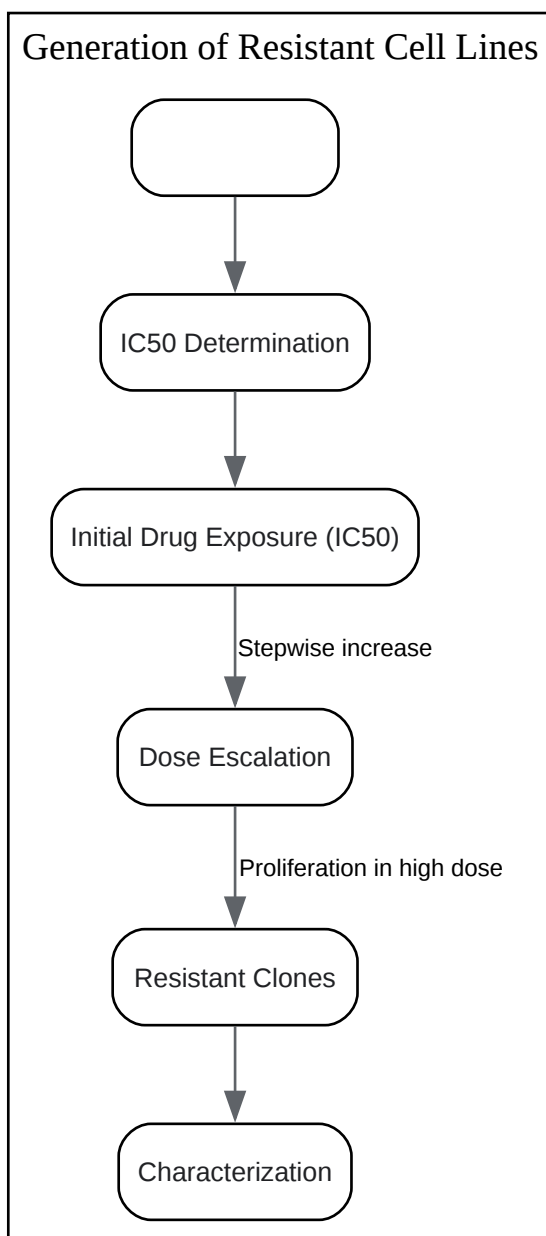 Generation of Resistant Cell Lines
IC50 Determination
Initial Drug Exposure (IC50)
Stepwise increase
Dose Escalation
Proliferation in high dose
Resistant Clones
Characterization